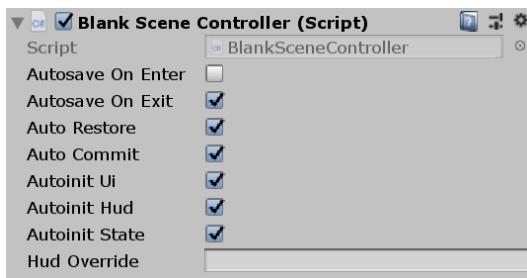 Blank Scene Controller (Script)
Script BlankSceneController
Autosave On Enter
Autosave On Exit
Auto Restore
Auto Commit
Autoinit Ui
Autoinit Hud
Autoinit State
Hud Override